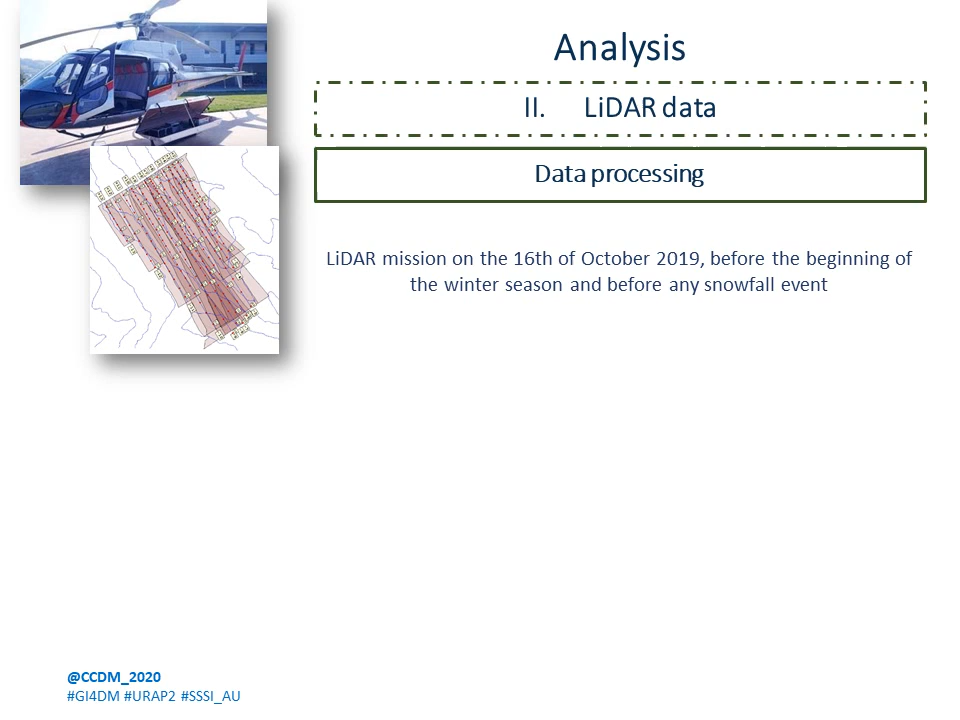 Analysis
II. LiDAR data
Data processing
LiDAR mission on the 16th of October 2019, before the beginning of
the winter season and before any snowfall event
@CCDM_2020
#GI4DM #URAP2 #SSSI_AU